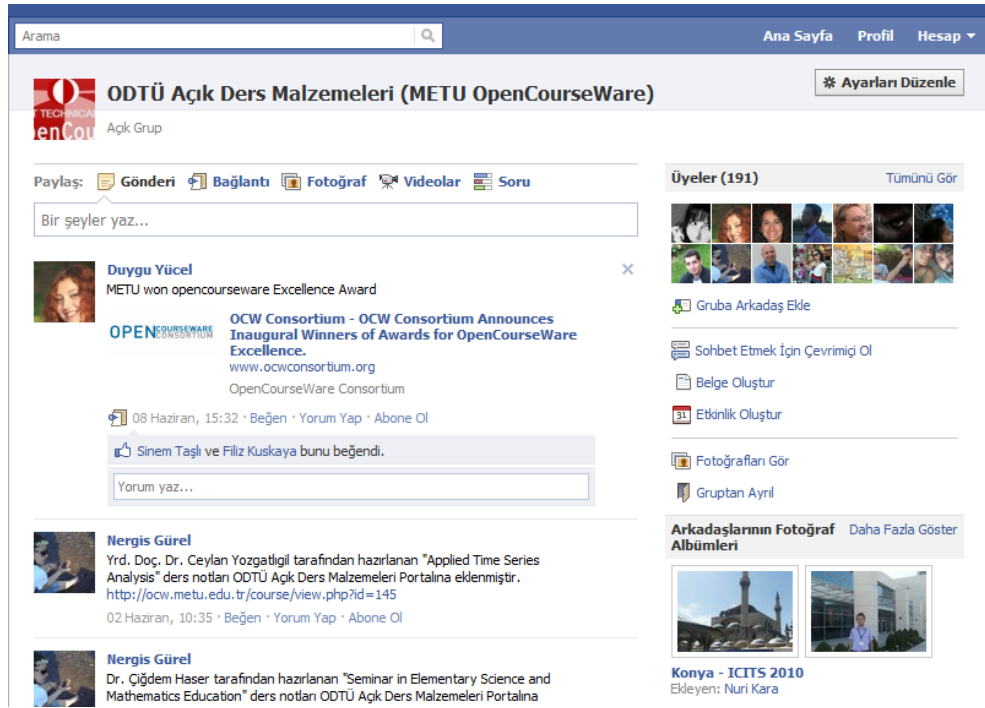 Arama
Ana Sayfa Profil Hesap
ODTÜ Açık Ders Malzemeleri (METU OpenCourseWare)
Ayarları Düzenle
TECHNICA
enCou
Açık Grup
Paylaş: Gönderi Bağlantı Fotoğraf Videolar Soru
Bir şeyler yaz...
Duygu Yücel
METU won opencourseware Excellence Award
OPENCOURSEWARE
CONSORTIUM
OCW Consortium - OCW Consortium Announces
Inaugural Winners of Awards for OpenCourseWare
Excellence.
www.ocwconsortium.org
OpenCourseWare Consortium
08 Haziran, 15:32 · Beğen · Yorum Yap · Abone Ol
Sinem Taşlı ve Filiz Kuskaya bunu beğendi.
Yorum yaz...
Nergis Gürel
Yrd. Doç. Dr. Ceylan Yozgatlıgil tarafından hazırlanan "Applied Time Series
Analysis" ders notları ODTÜ Açık Ders Malzemeleri Portalına eklenmiştir.
http://ocw.metu.edu.tr/course/view.php?id=145
02 Haziran, 10:35 · Beğen · Yorum Yap · Abone Ol
Nergis Gürel
Dr. Çiğdem Haser tarafından hazırlanan "Seminar in Elementary Science and
Mathematics Education" ders notları ODTÜ Açık Ders Malzemeleri Portalına
Üyeler (191) Tümünü Gör
Gruba Arkadaş Ekle
Sohbet Etmek İçin Çevrimiçi Ol
Belge Oluştur
31 Etkinlik Oluştur
Fotoğrafları Gör
Gruptan Ayrıl
Arkadaşlarının Fotoğraf Daha Fazla Göster
Albümleri
Konya - ICITS 2010
Ekleyen: Nuri Kara